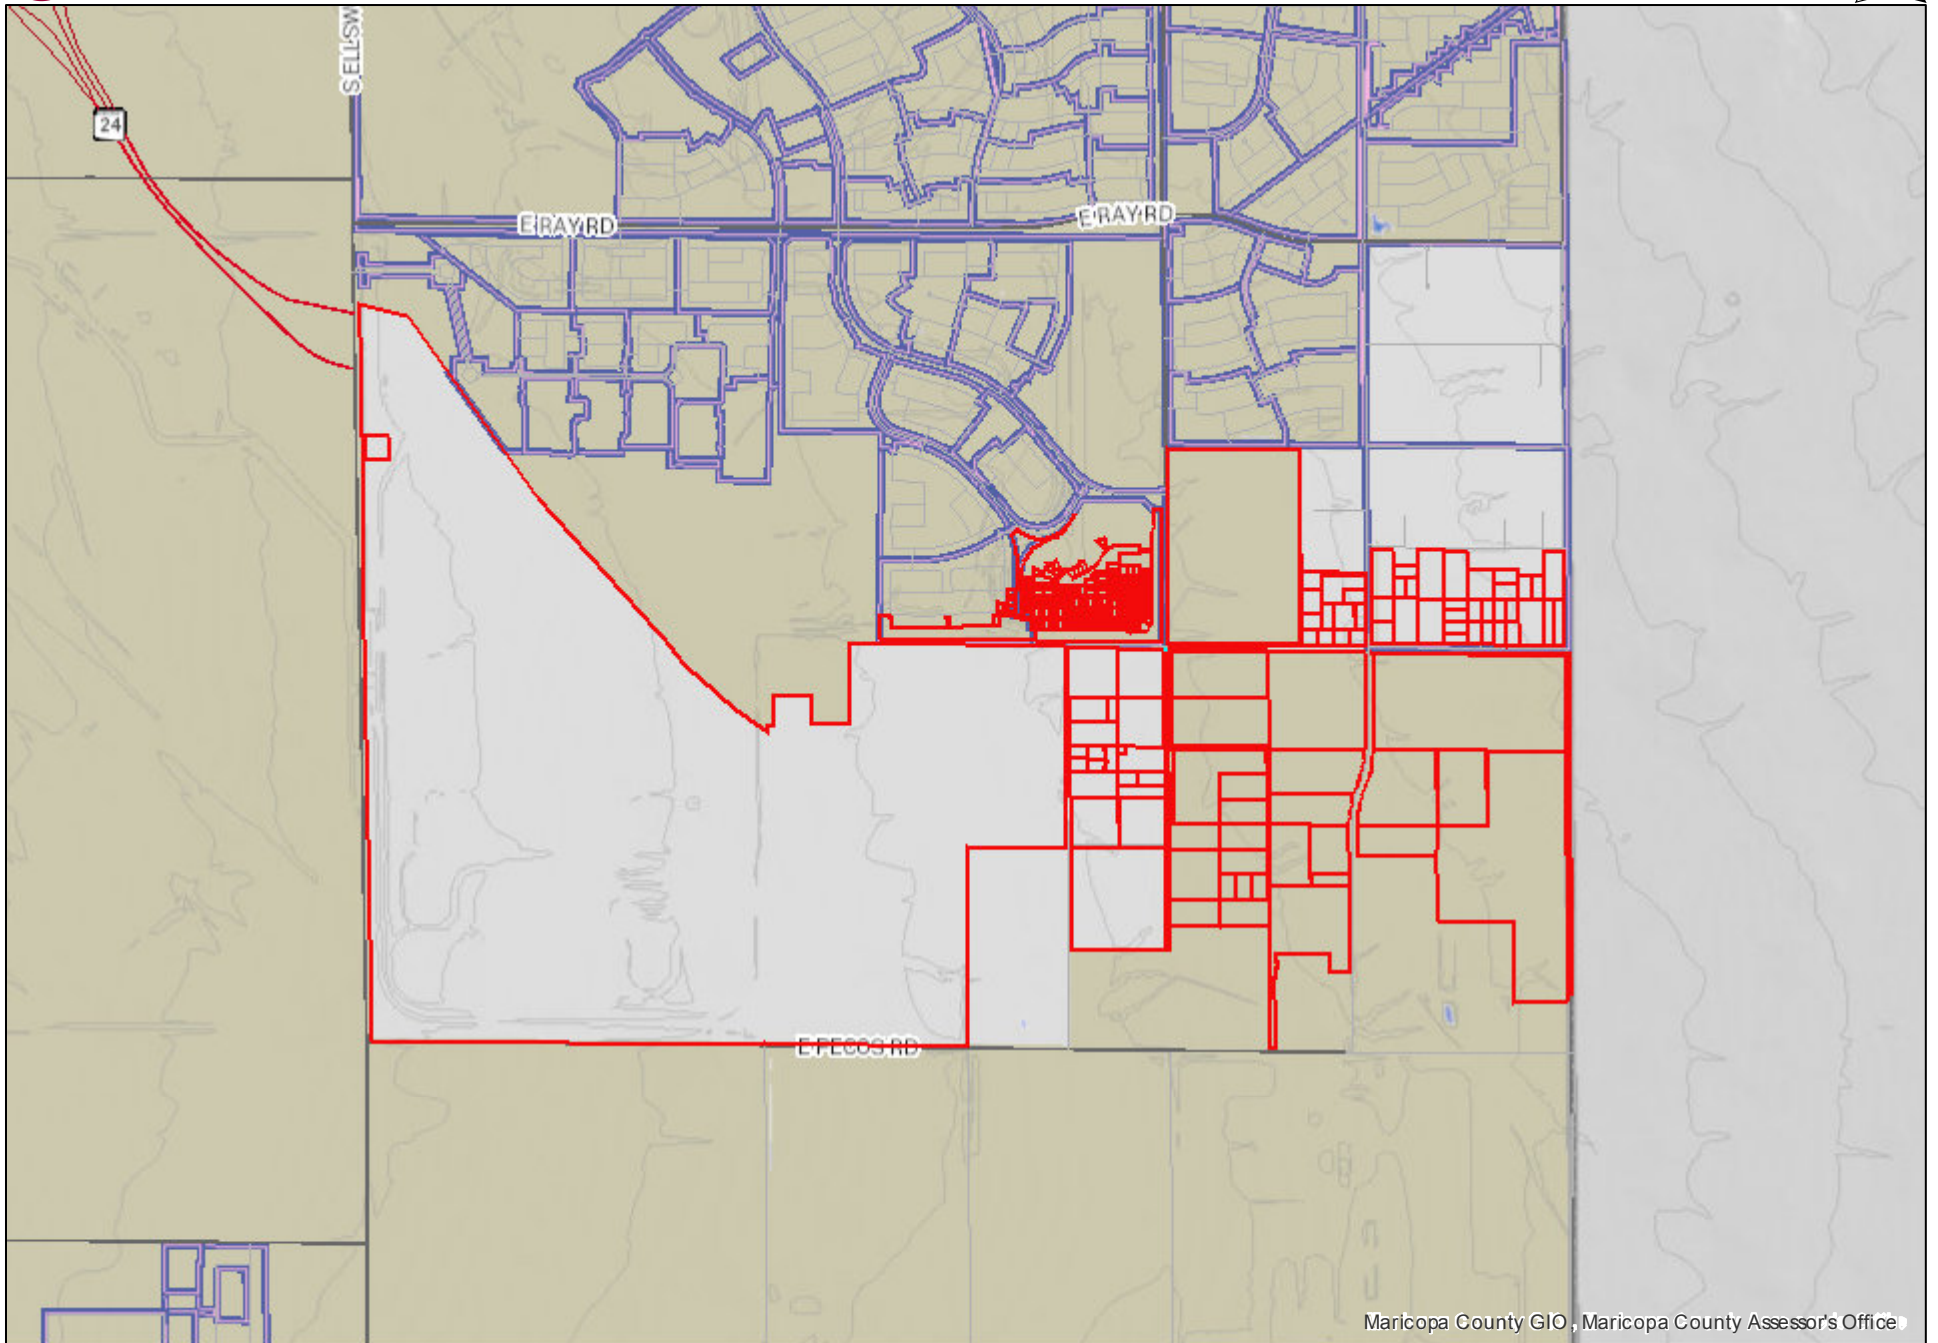 S ELLSW
24
E RAY RD
E RAY RD
E PECOS RD
Maricopa County GIO, Maricopa County Assessor's Office